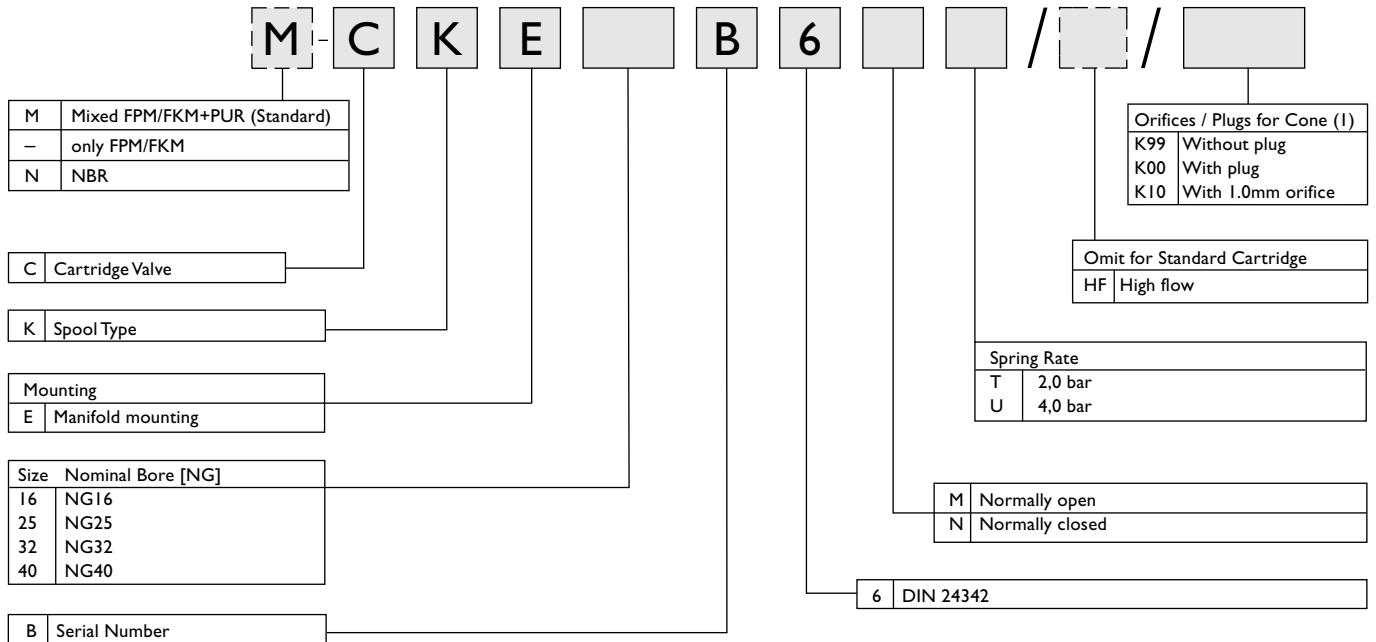 M - C K E B 6 / /
M Mixed FPM/FKM+PUR (Standard)
– only FPM/FKM
N NBR
C Cartridge Valve
K Spool Type
Mounting
E Manifold mounting
Size Nominal Bore [NG]
16 NG16
25 NG25
32 NG32
40 NG40
B Serial Number
Orifices / Plugs for Cone (1)
K99 Without plug
K00 With plug
K10 With 1.0mm orifice
Omit for Standard Cartridge
HF High flow
Spring Rate
T 2,0 bar
U 4,0 bar
M Normally open
N Normally closed
6 DIN 24342